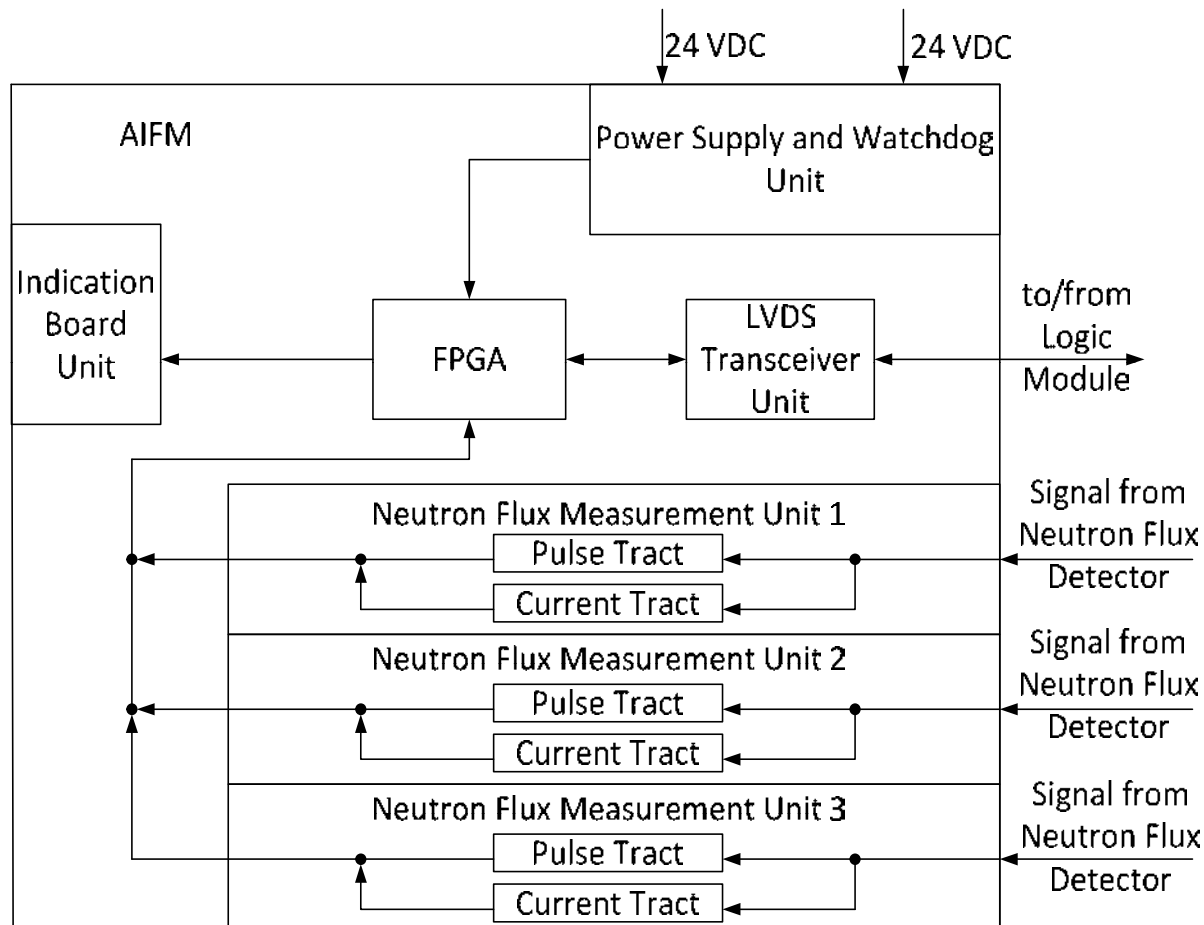 24 VDC
24 VDC
AIFM
Power Supply and Watchdog
Unit
Indication
Board
Unit
FPGA
LVDS
Transceiver
Unit
to/from
Logic
Module
Neutron Flux Measurement Unit 1
Pulse Tract
Current Tract
Signal from
Neutron Flux
Detector
Neutron Flux Measurement Unit 2
Pulse Tract
Current Tract
Signal from
Neutron Flux
Detector
Neutron Flux Measurement Unit 3
Pulse Tract
Current Tract
Signal from
Neutron Flux
Detector